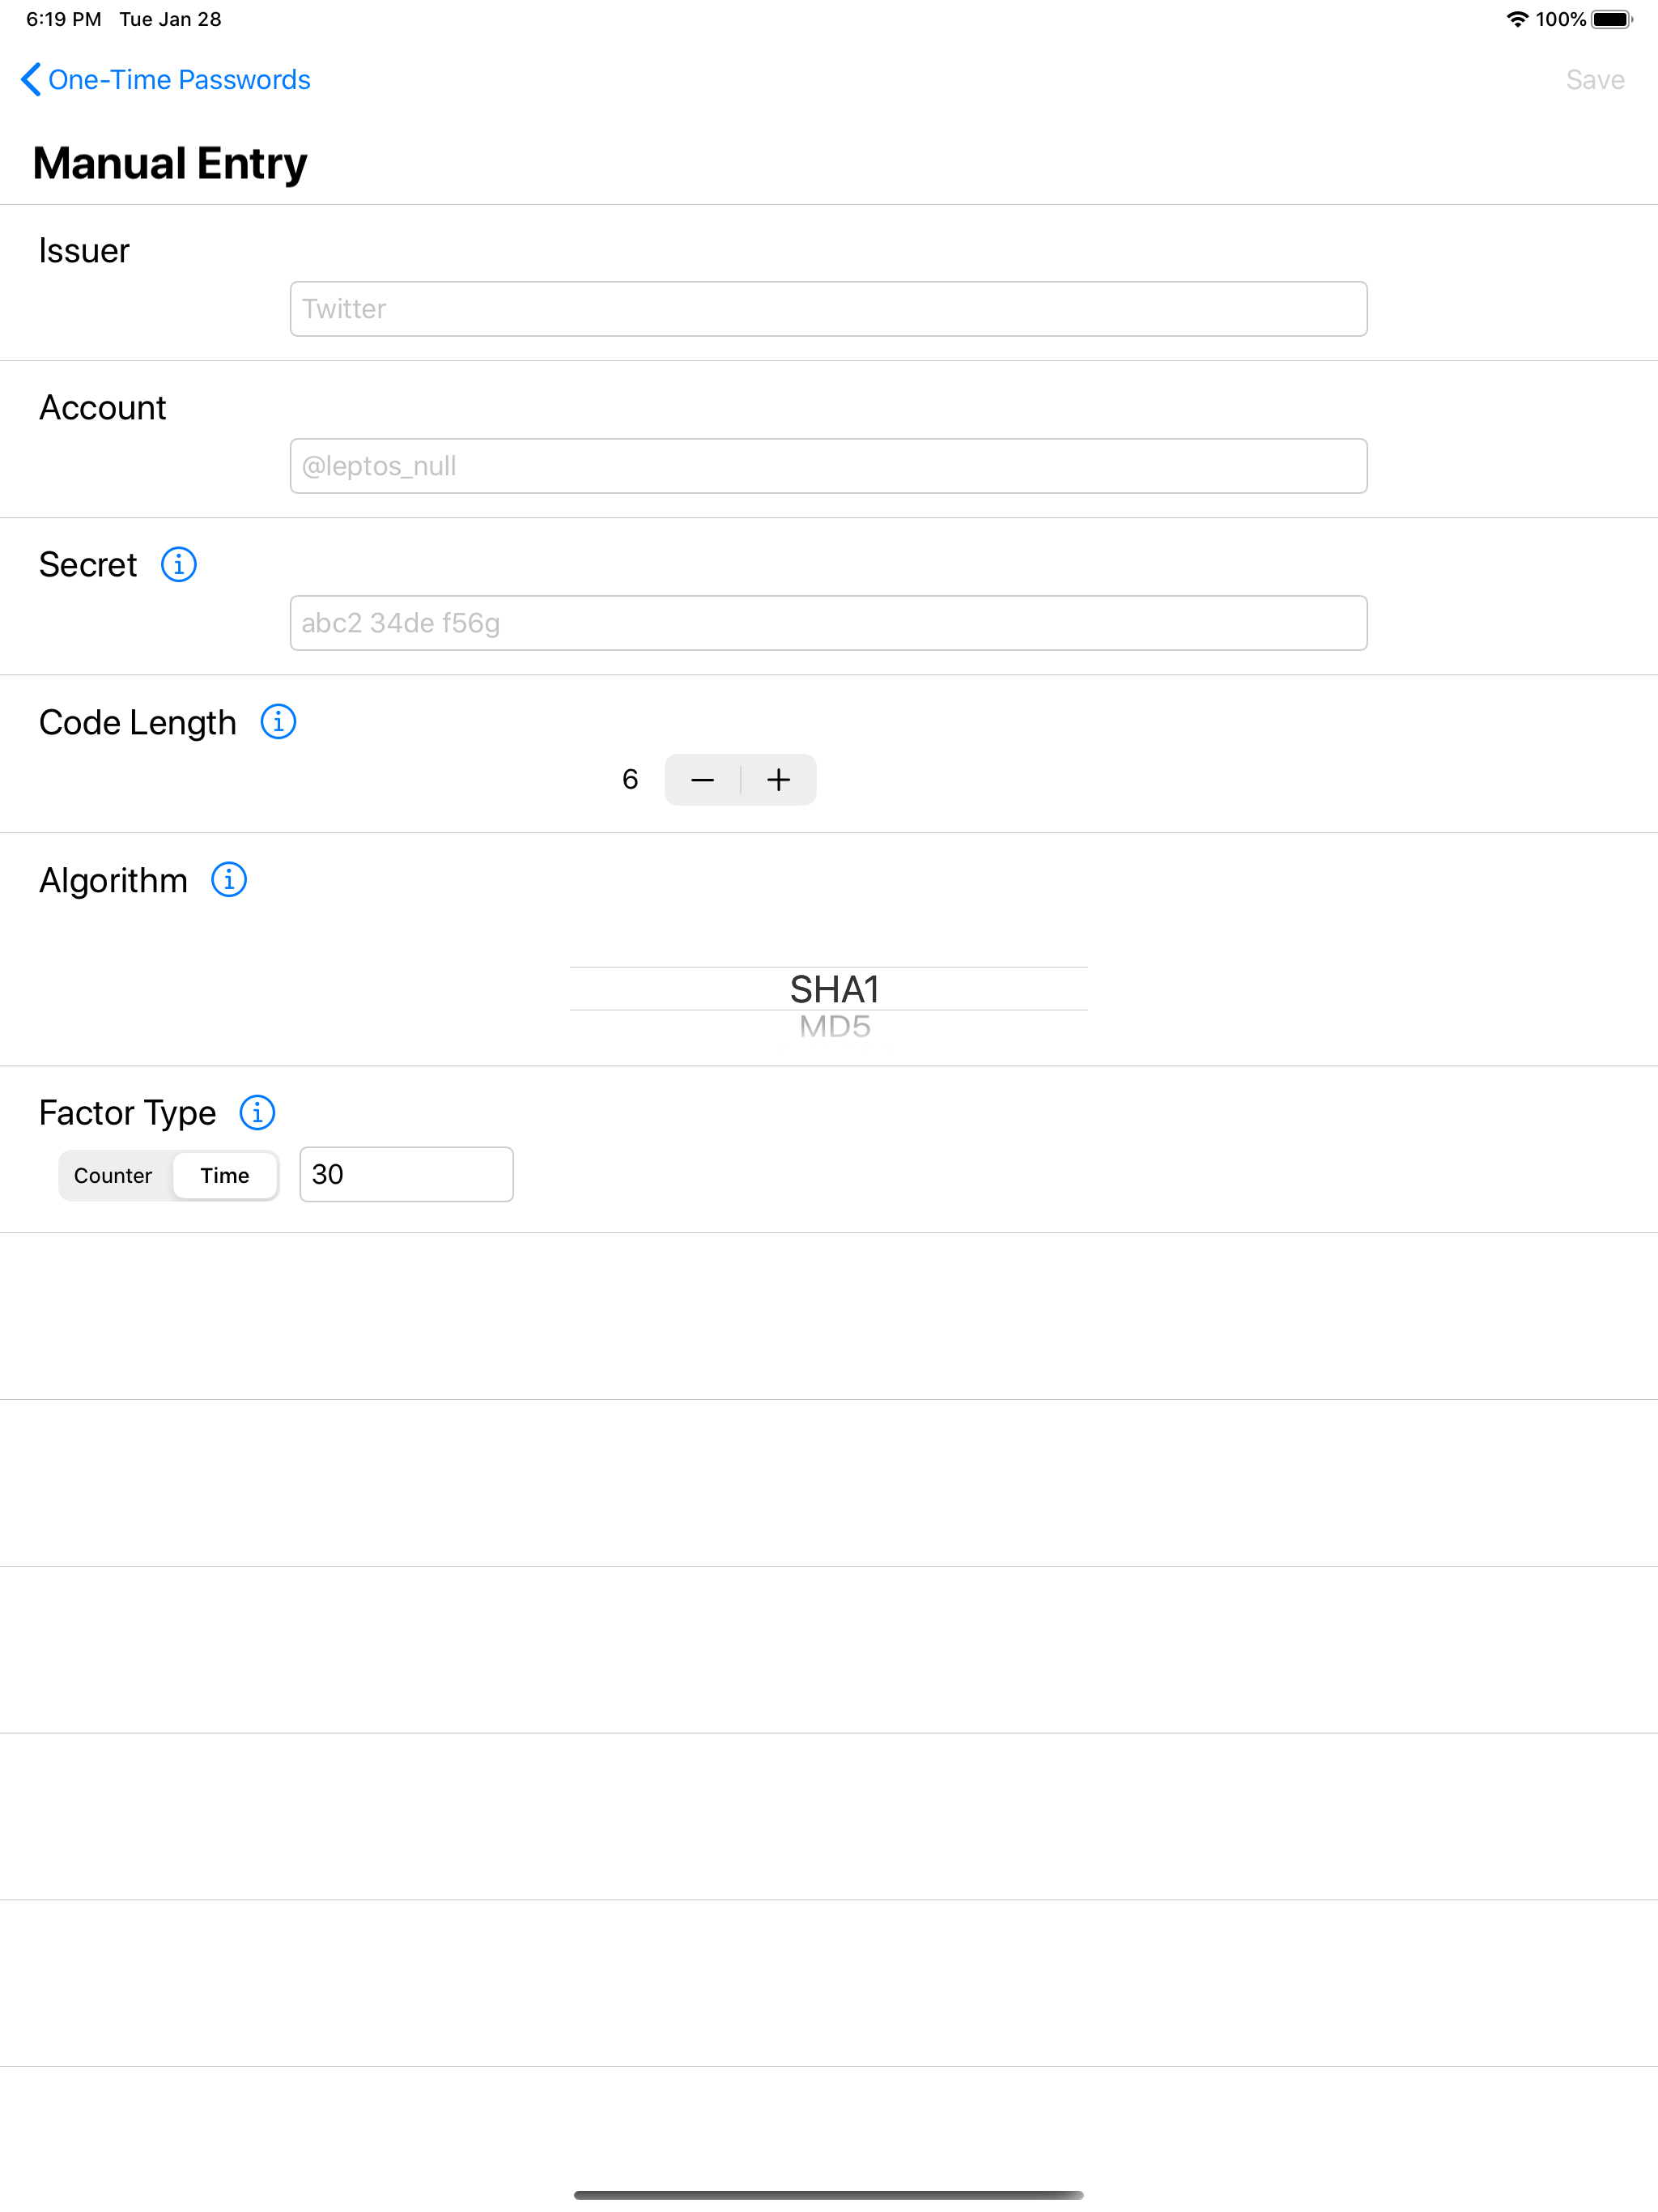 6:19 PM Tue Jan 28 100%
One-Time Passwords Save
Manual Entry
Issuer
Twitter
Account
@leptos_null
Secret
abc2 34de f56g
Code Length
6 − +
Algorithm
SHA1
MD5
Factor Type
Counter Time 30